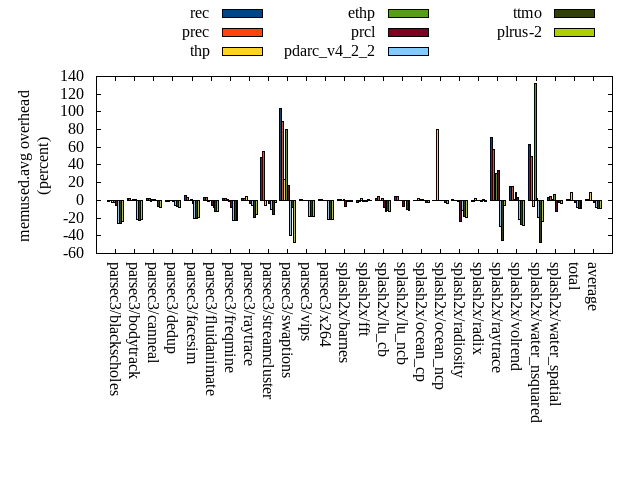 rec
prec
thp
ethp
prcl
pdarc_v4_2_2
ttmo
plrus-2
memused.avg overhead
(percent)
140
120
100
80
60
40
20
0
-20
-40
-60
parsec3/blackscholes
parsec3/bodytrack
parsec3/canneal
parsec3/dedup
parsec3/facesim
parsec3/fluidanimate
parsec3/freqmine
parsec3/raytrace
parsec3/streamcluster
parsec3/swaptions
parsec3/vips
parsec3/x264
splash2x/barnes
splash2x/fft
splash2x/lu_cb
splash2x/lu_ncb
splash2x/ocean_cp
splash2x/ocean_ncp
splash2x/radiosity
splash2x/radix
splash2x/raytrace
splash2x/volrend
splash2x/water_nsquared
splash2x/water_spatial
total
average